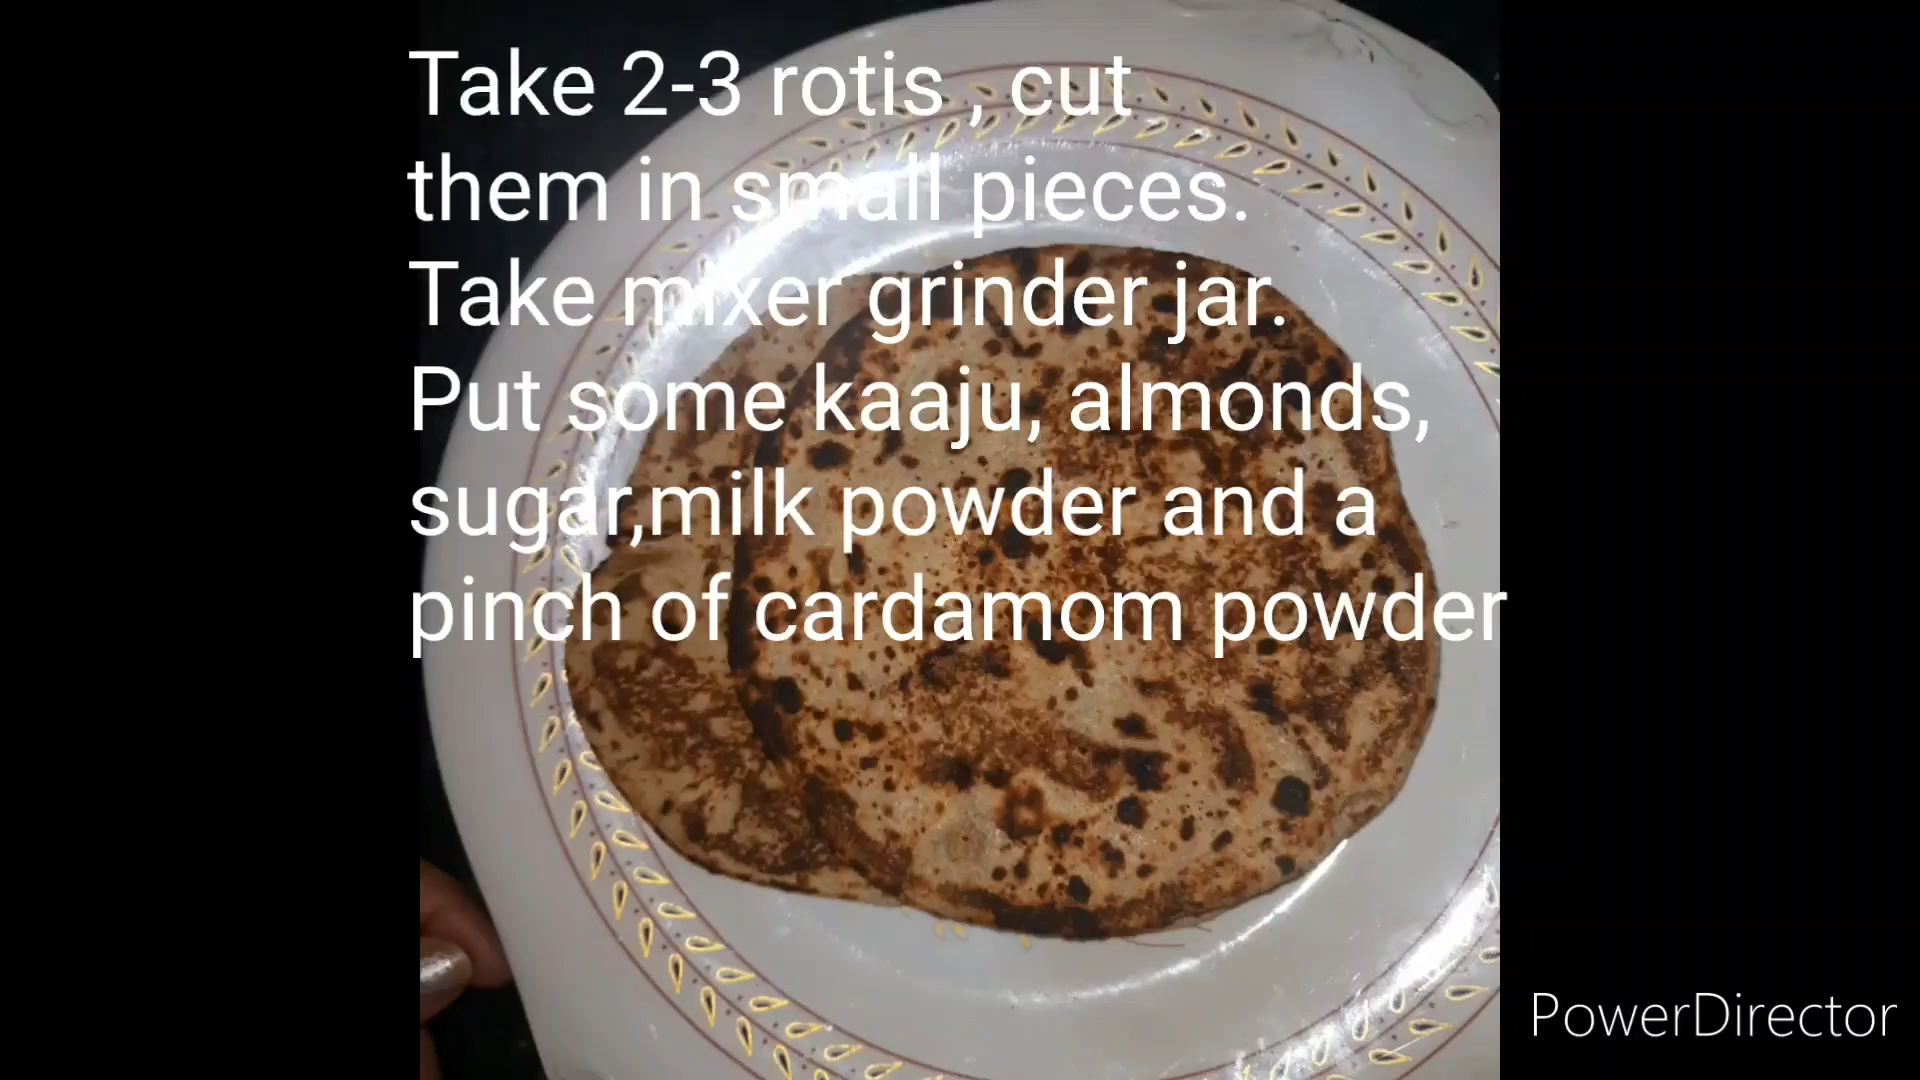 Take 2-3 rotis , cut
them in small pieces.
Take mixer grinder jar.
Put some kaaju, almonds,
sugar,milk powder and a
pinch of cardamom powder
PowerDirector